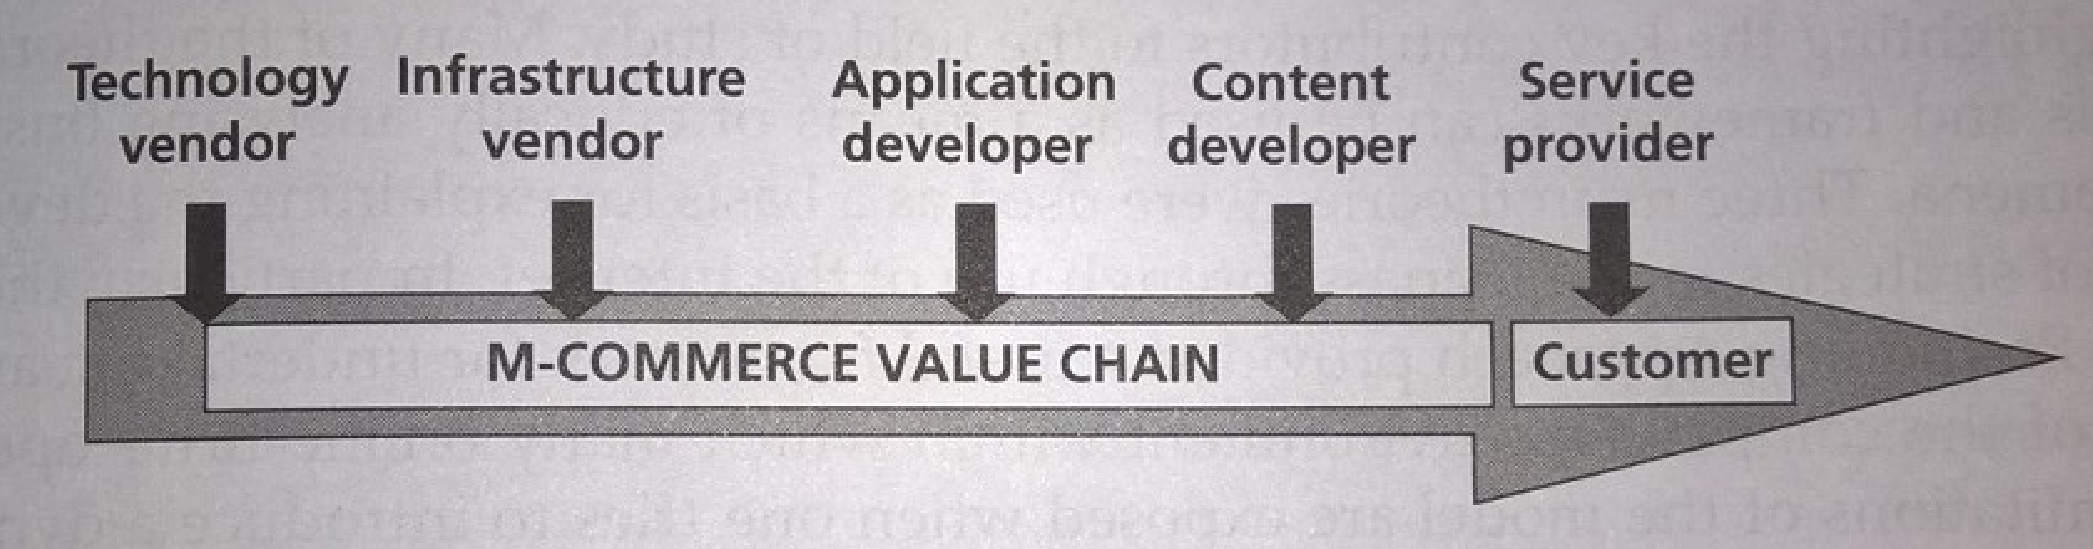 Technology
vendor
Infrastructure
vendor
Application
developer
Content
developer
Service
provider
M-COMMERCE VALUE CHAIN
Customer